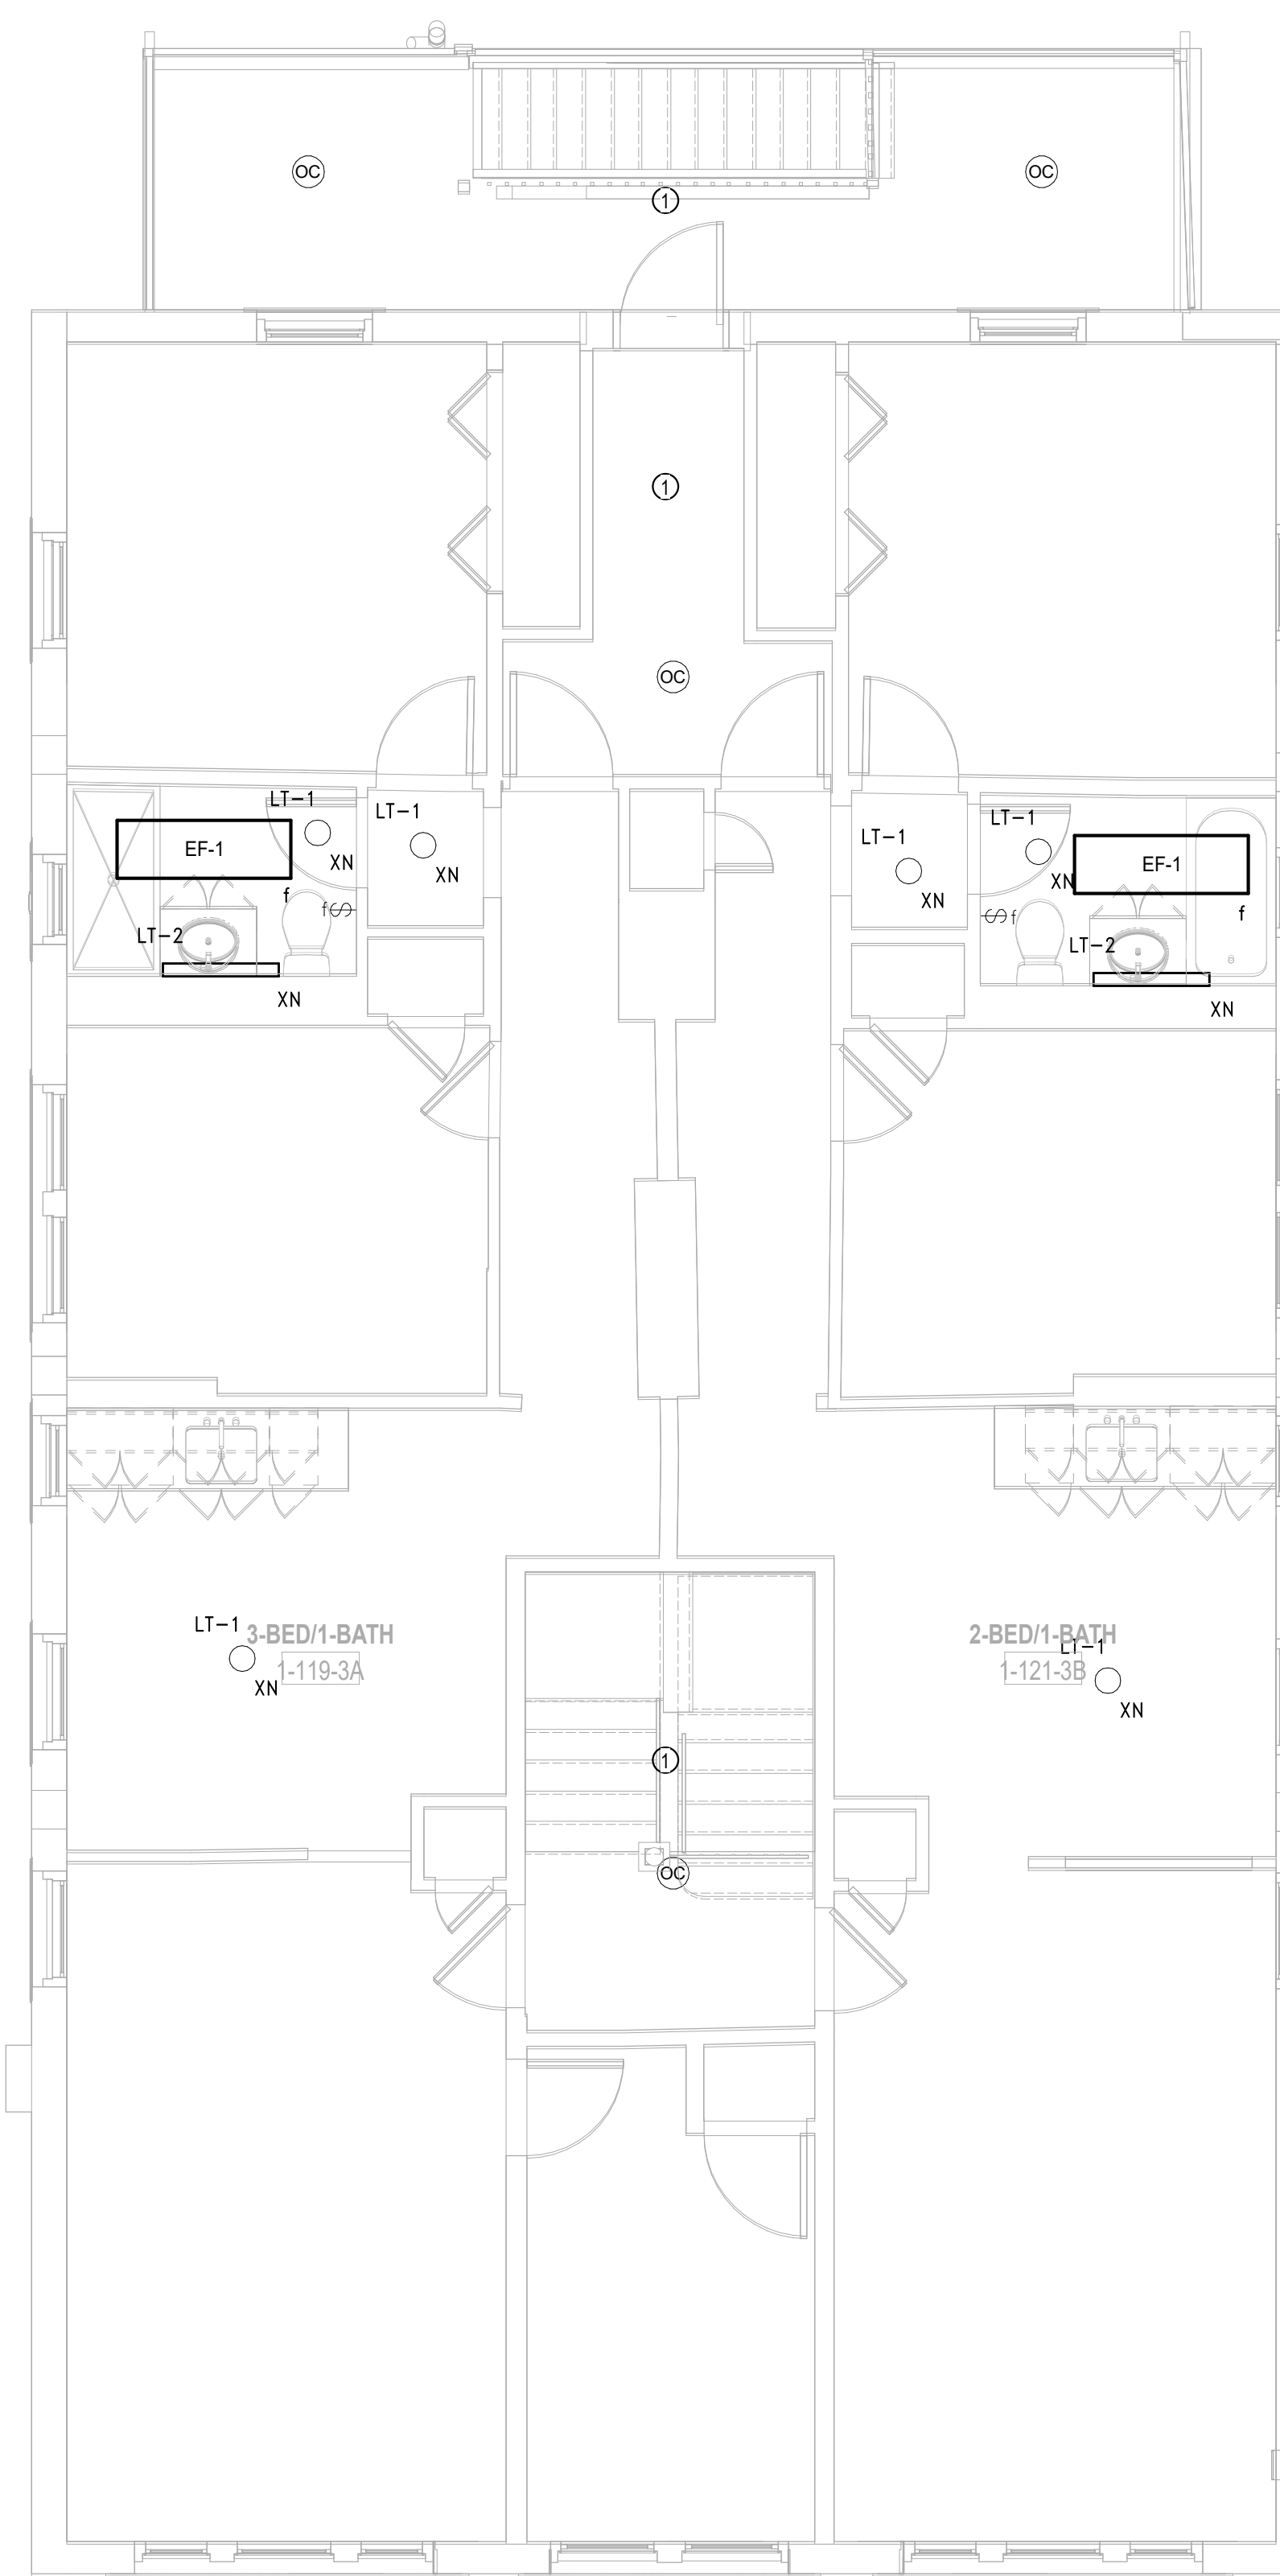 OC
OC
1
1
OC
LT-1
LT-1
LT-1
LT-1
EF-1
XN
XN
EF-1
XN
XN
f
f$
$f
f
LT-2
LT-2
XN
XN
LT-1
3-BED/1-BATH
1-119-3A
XN
2-BED/1-BATH
LT-1
1-121-3B
XN
1
OC